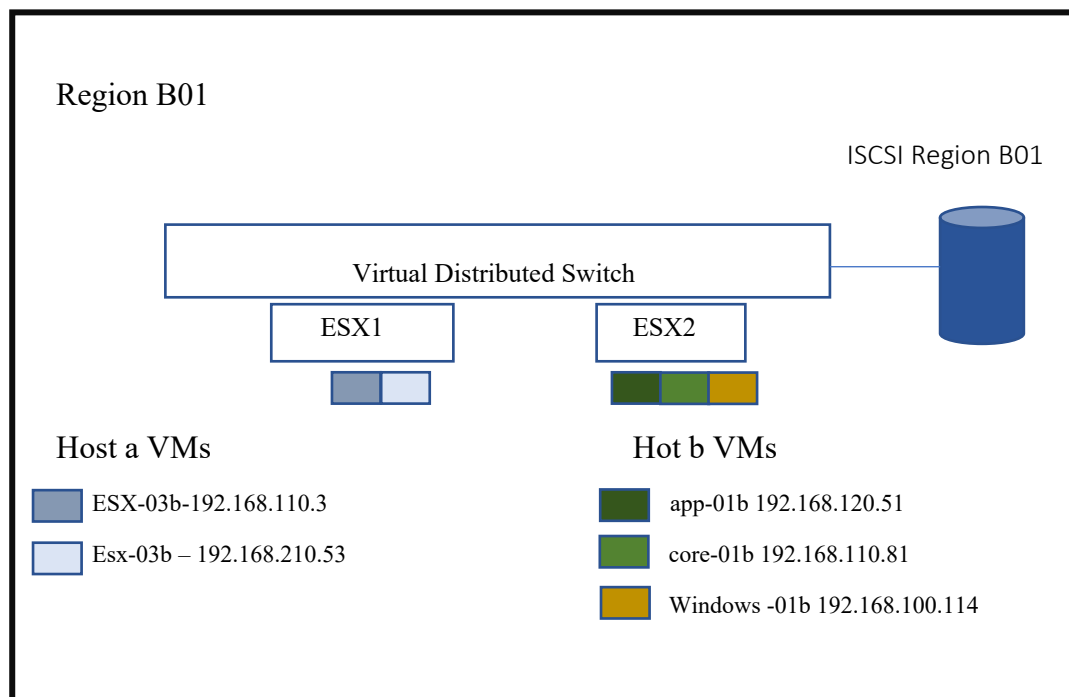 Region B01
ISCSI Region B01
Virtual Distributed Switch
ESX1
ESX2
Host a VMs
ESX-03b-192.168.110.3
Esx-03b – 192.168.210.53
Hot b VMs
app-01b 192.168.120.51
core-01b 192.168.110.81
Windows -01b 192.168.100.114